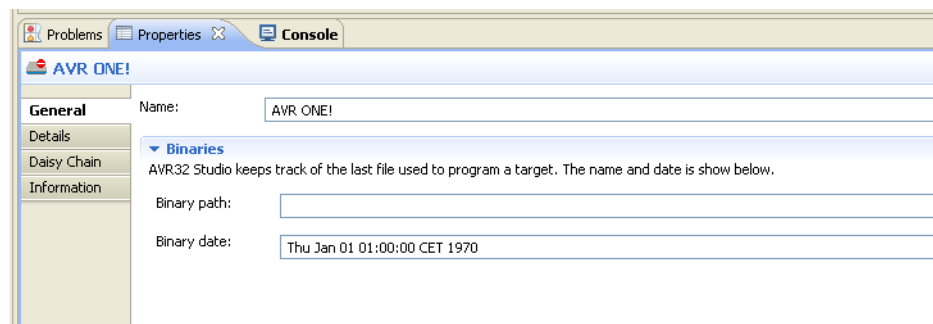 Problems Properties Console
AVR ONE!
General
Details
Daisy Chain
Information
Name: AVR ONE!
Binaries
AVR32 Studio keeps track of the last file used to program a target. The name and date is show below.
Binary path:
Binary date: Thu Jan 01 01:00:00 CET 1970